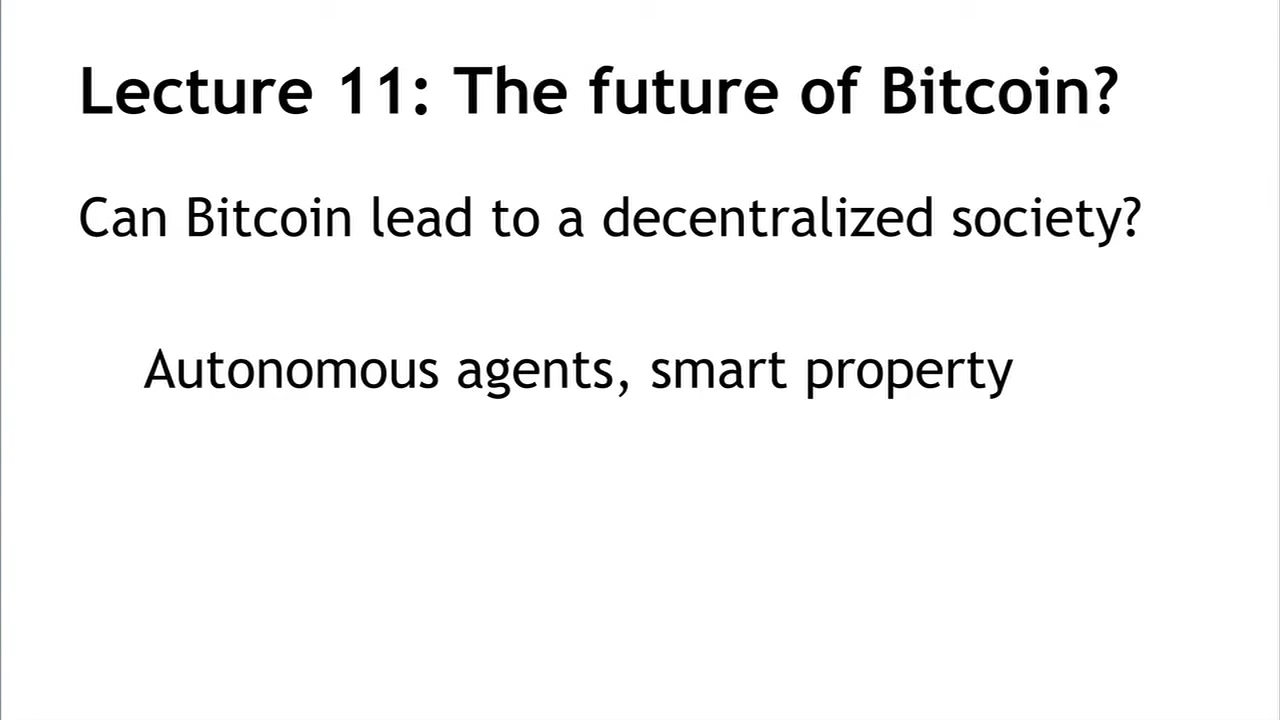 Lecture 11: The future of Bitcoin?
Can Bitcoin lead to a decentralized society?
Autonomous agents, smart property